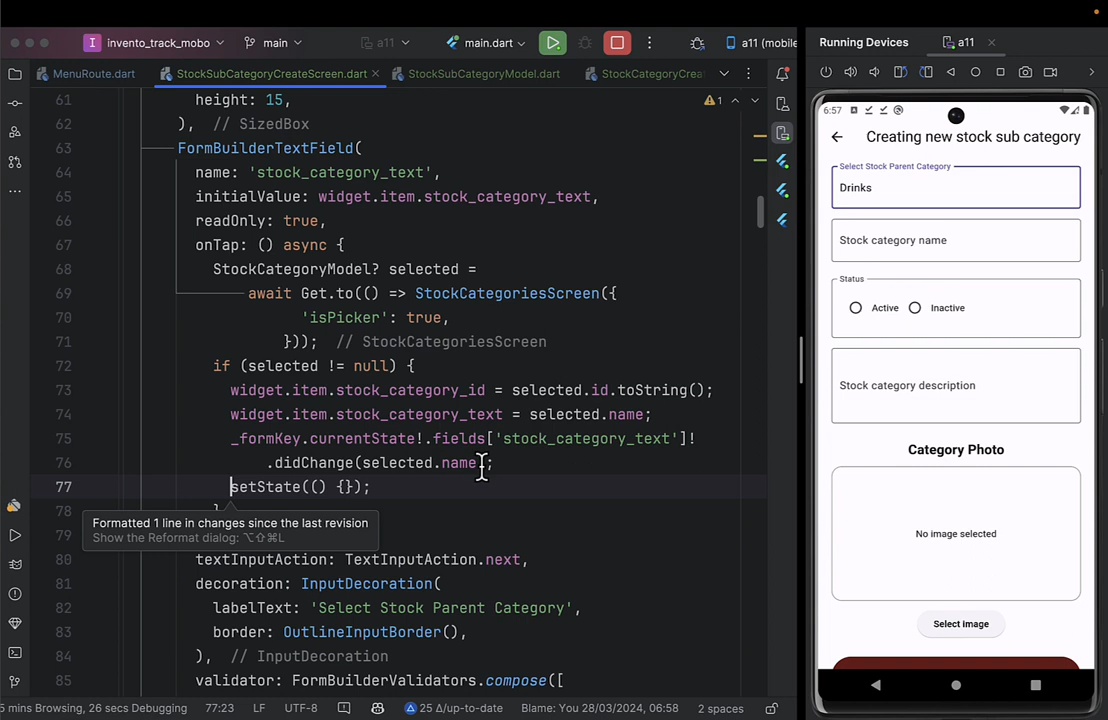 invento_track_mobo
main
a11
main.dart
a11 (mobile
Running Devices
a11
MenuRoute.dart
StockSubCategoryCreateScreen.dart
StockSubCategoryModel.dart
StockCategoryCrea
61 height: 15,
62 ), // SizedBox
63 FormBuilderTextField(
64 name: 'stock_category_text',
65 initialValue: widget.item.stock_category_text,
66 readOnly: true,
67 onTap: () async {
68 StockCategoryModel? selected =
69 await Get.to(() => StockCategoriesScreen({
70 'isPicker': true,
71 })); // StockCategoriesScreen
72 if (selected != null) {
73 widget.item.stock_category_id = selected.id.toString();
74 widget.item.stock_category_text = selected.name;
75 _formKey.currentState!.fields['stock_category_text']!
76 .didChange(selected.name);
77 setState(() {});
78
Formatted 1 line in changes since the last revision
Show the Reformat dialog: ⌥⇧⌘L
79
80 textInputAction: TextInputAction.next,
81 decoration: InputDecoration(
82 labelText: 'Select Stock Parent Category',
83 border: OutlineInputBorder(),
84 ), // InputDecoration
85 validator: FormBuilderValidators.compose([
5 mins Browsing, 26 secs Debugging
77:23
LF
UTF-8
25 Δ/up-to-date
Blame: You 28/03/2024, 06:58
2 spaces
6:57
Creating new stock sub category
Select Stock Parent Category
Drinks
Stock category name
Status
Active
Inactive
Stock category description
Category Photo
No image selected
Select image
1